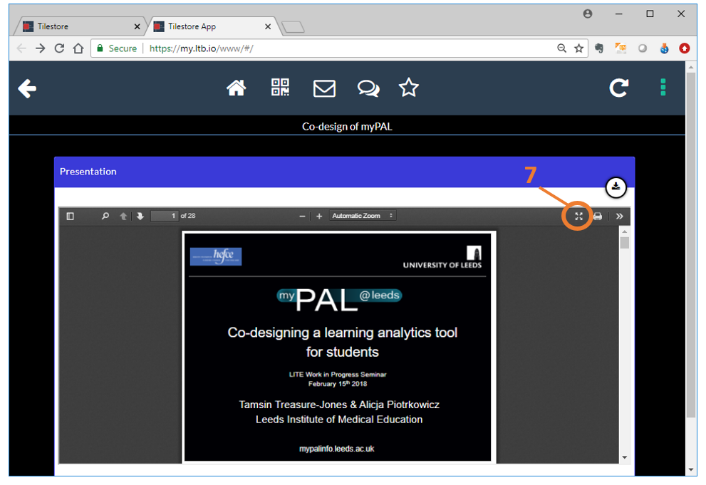 Tilestore
Tilestore App
Secure | https://my.ltb.io/www/#/
Co-design of myPAL
Presentation
7
1 of 28
Automatic Zoom
hefce
UNIVERSITY OF LEEDS
myPAL@leeds
Co-designing a learning analytics tool
for students
LITE Work in Progress Seminar
February 15th 2018
Tamsin Treasure-Jones & Alicja Piotrkowicz
Leeds Institute of Medical Education
mypalinfo.leeds.ac.uk